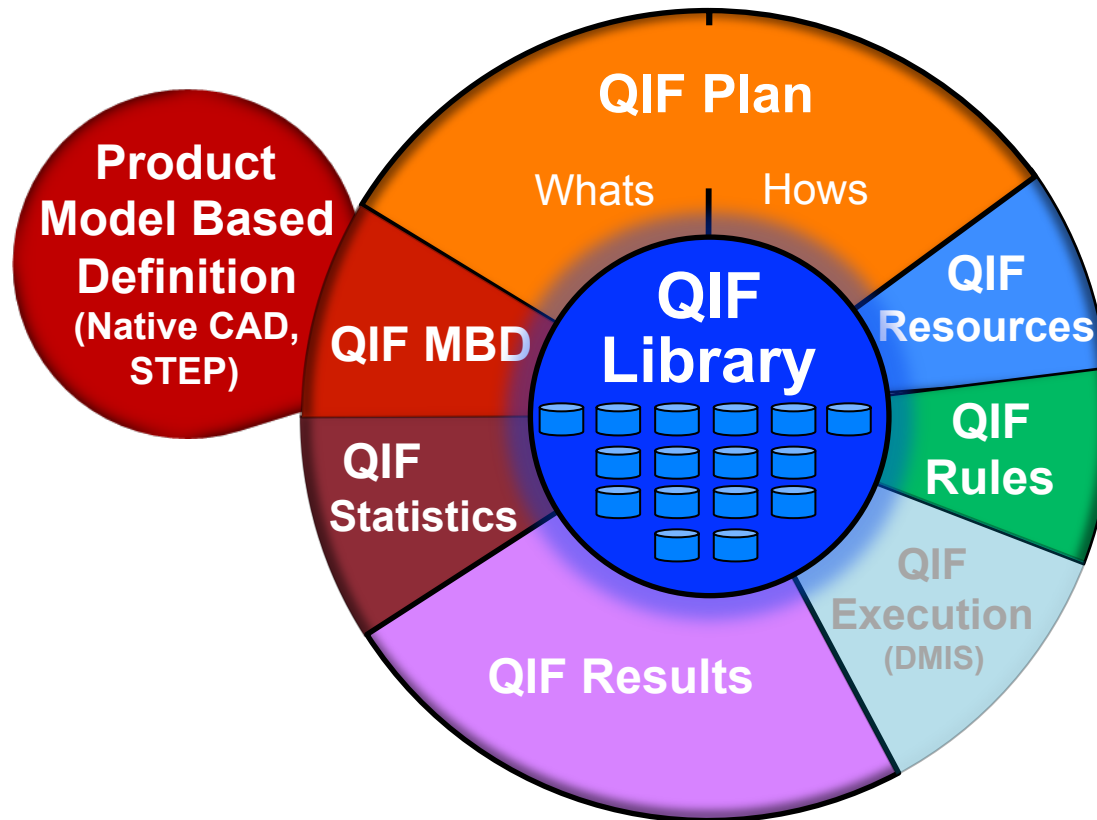 QIF Plan
Whats
Hows
Product
Model Based
Definition
(Native CAD,
STEP)
QIF MBD
QIF
Library
QIF
Resources
QIF
Rules
QIF
Statistics
QIF
Execution
(DMIS)
QIF Results